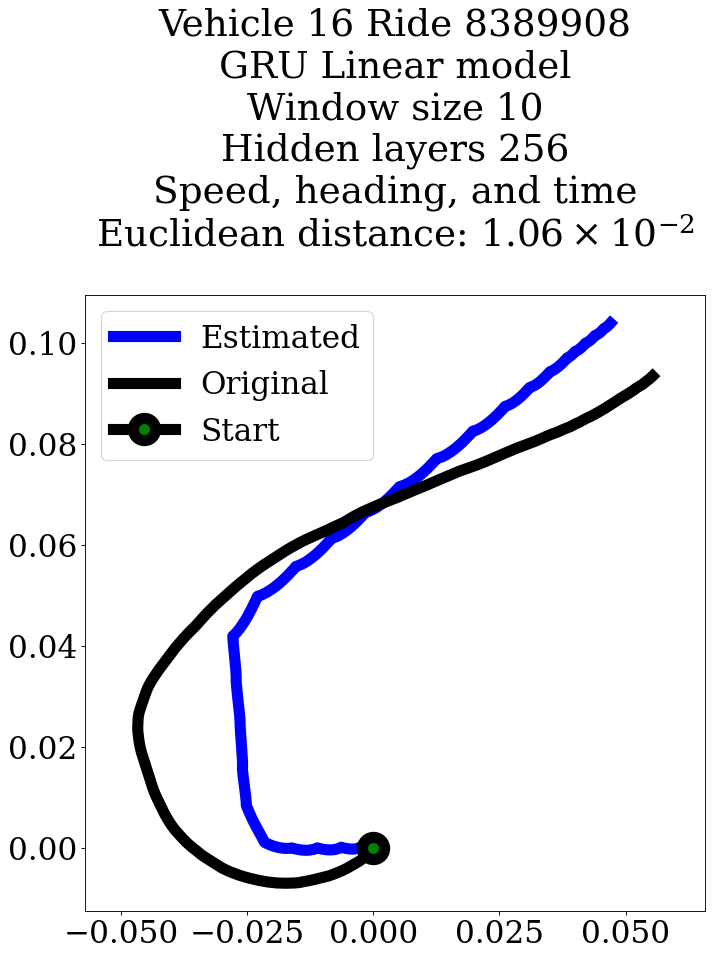 Vehicle 16 Ride 8389908
GRU Linear model
Window size 10
Hidden layers 256
Speed, heading, and time
Euclidean distance: 1.06 × 10⁻²
Estimated
Original
Start
0.10
0.08
0.06
0.04
0.02
0.00
−0.050 −0.025 0.000 0.025 0.050